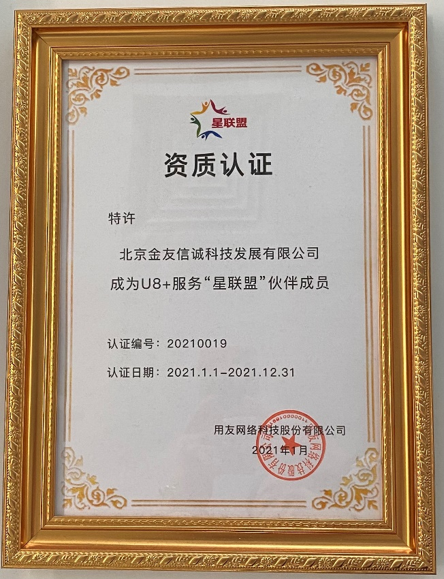 星联盟
资质认证
特许
北京金友信诚科技发展有限公司
成为U8+服务“星联盟”伙伴成员
认证编号：20210019
认证日期：2021.1.1-2021.12.31
用友网络科技股份有限公司
2021年1月